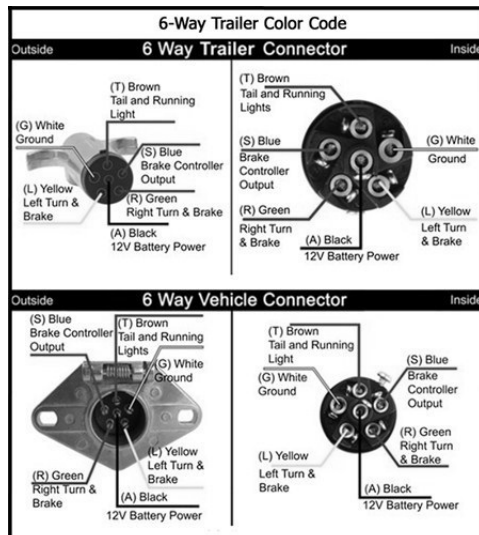 6-Way Trailer Color Code
Outside
6 Way Trailer Connector
Inside
(T) Brown
Tail and Running
Light
(G) White
Ground
(S) Blue
Brake Controller
Output
(L) Yellow
Left Turn &
Brake
(R) Green
Right Turn & Brake
(A) Black
12V Battery Power
(T) Brown
Tail and Running
Lights
(S) Blue
Brake
Controller
Output
(G) White
Ground
(R) Green
Right Turn
& Brake
(L) Yellow
Left Turn
& Brake
(A) Black
12V Battery Power
Outside
6 Way Vehicle Connector
Inside
(S) Blue
Brake Controller
Output
(T) Brown
Tail and Running
Lights
(G) White
Ground
(R) Green
Right Turn &
Brake
(L) Yellow
Left Turn &
Brake
(A) Black
12V Battery Power
(T) Brown
Tail and Running
Light
(G) White
Ground
(S) Blue
Brake
Controller
Output
(R) Green
Right Turn
& Brake
(L) Yellow
Left Turn &
Brake
(A) Black
12V Battery Power